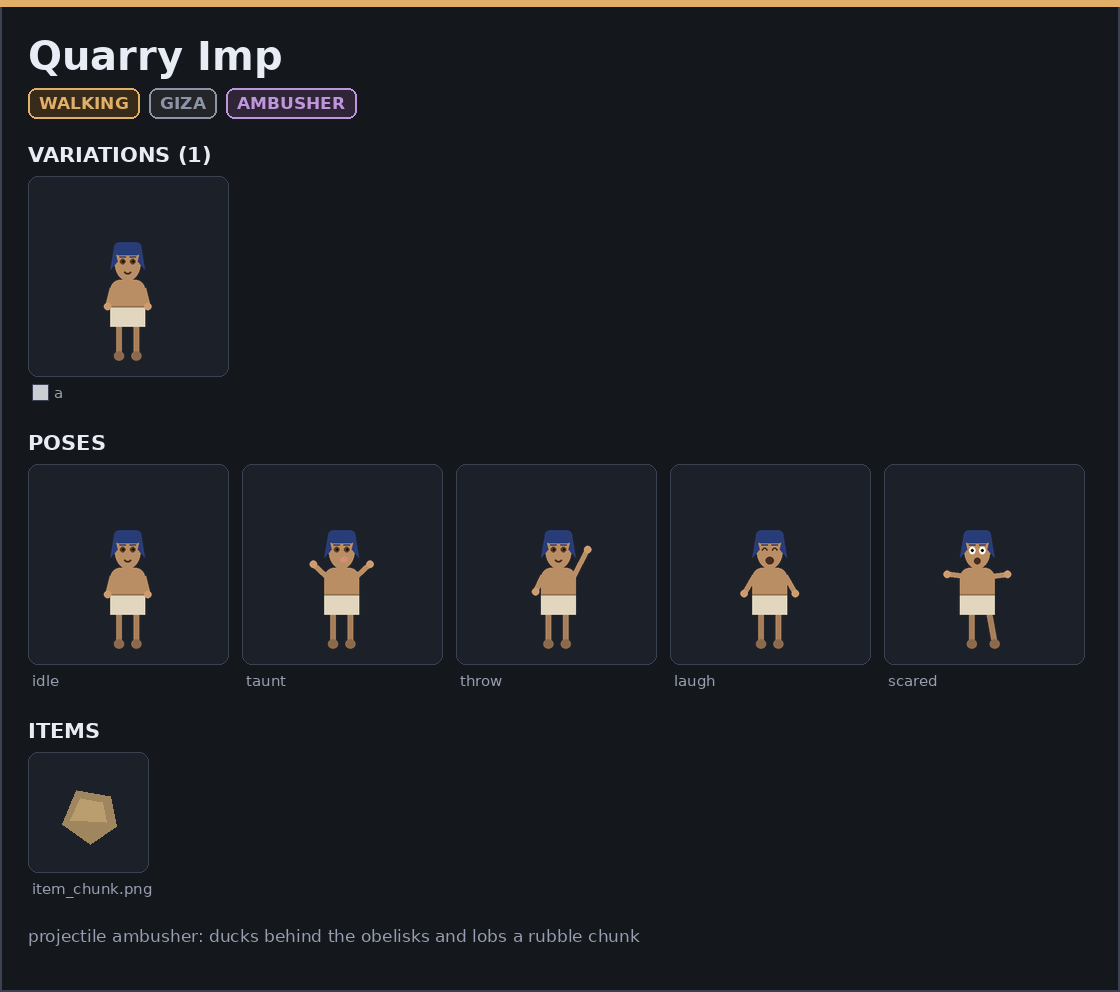 Quarry Imp
WALKING GIZA AMBUSHER
VARIATIONS (1)
a
POSES
idle taunt throw laugh scared
ITEMS
item_chunk.png
projectile ambusher: ducks behind the obelisks and lobs a rubble chunk